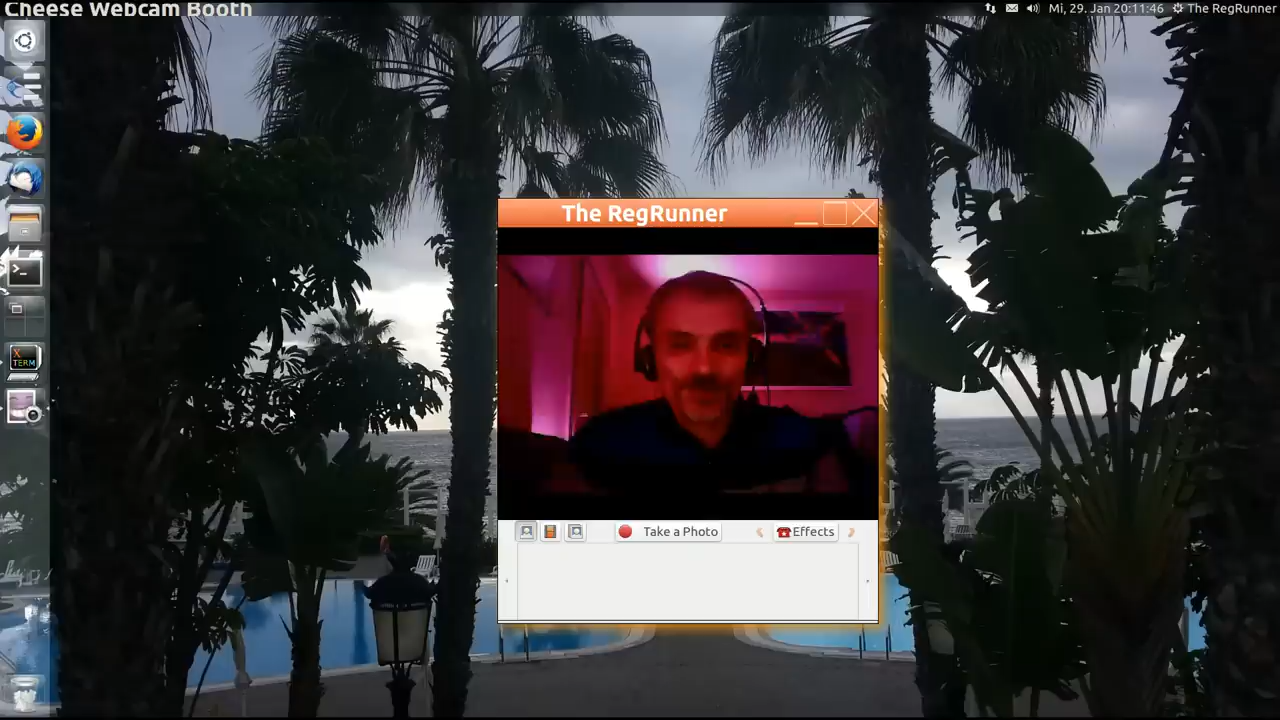 Cheese Webcam Booth
Mi, 29. Jan 20:11:46
The RegRunner
The RegRunner
>_
X
TERM
Take a Photo
Effects